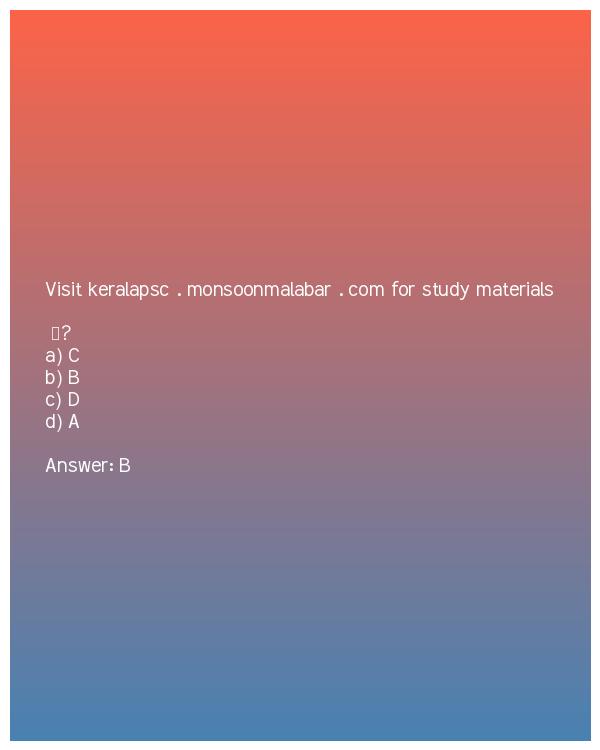 Visit keralapsc . monsoonmalabar . com for study materials
?
a) C
b) B
c) D
d) A
Answer: B